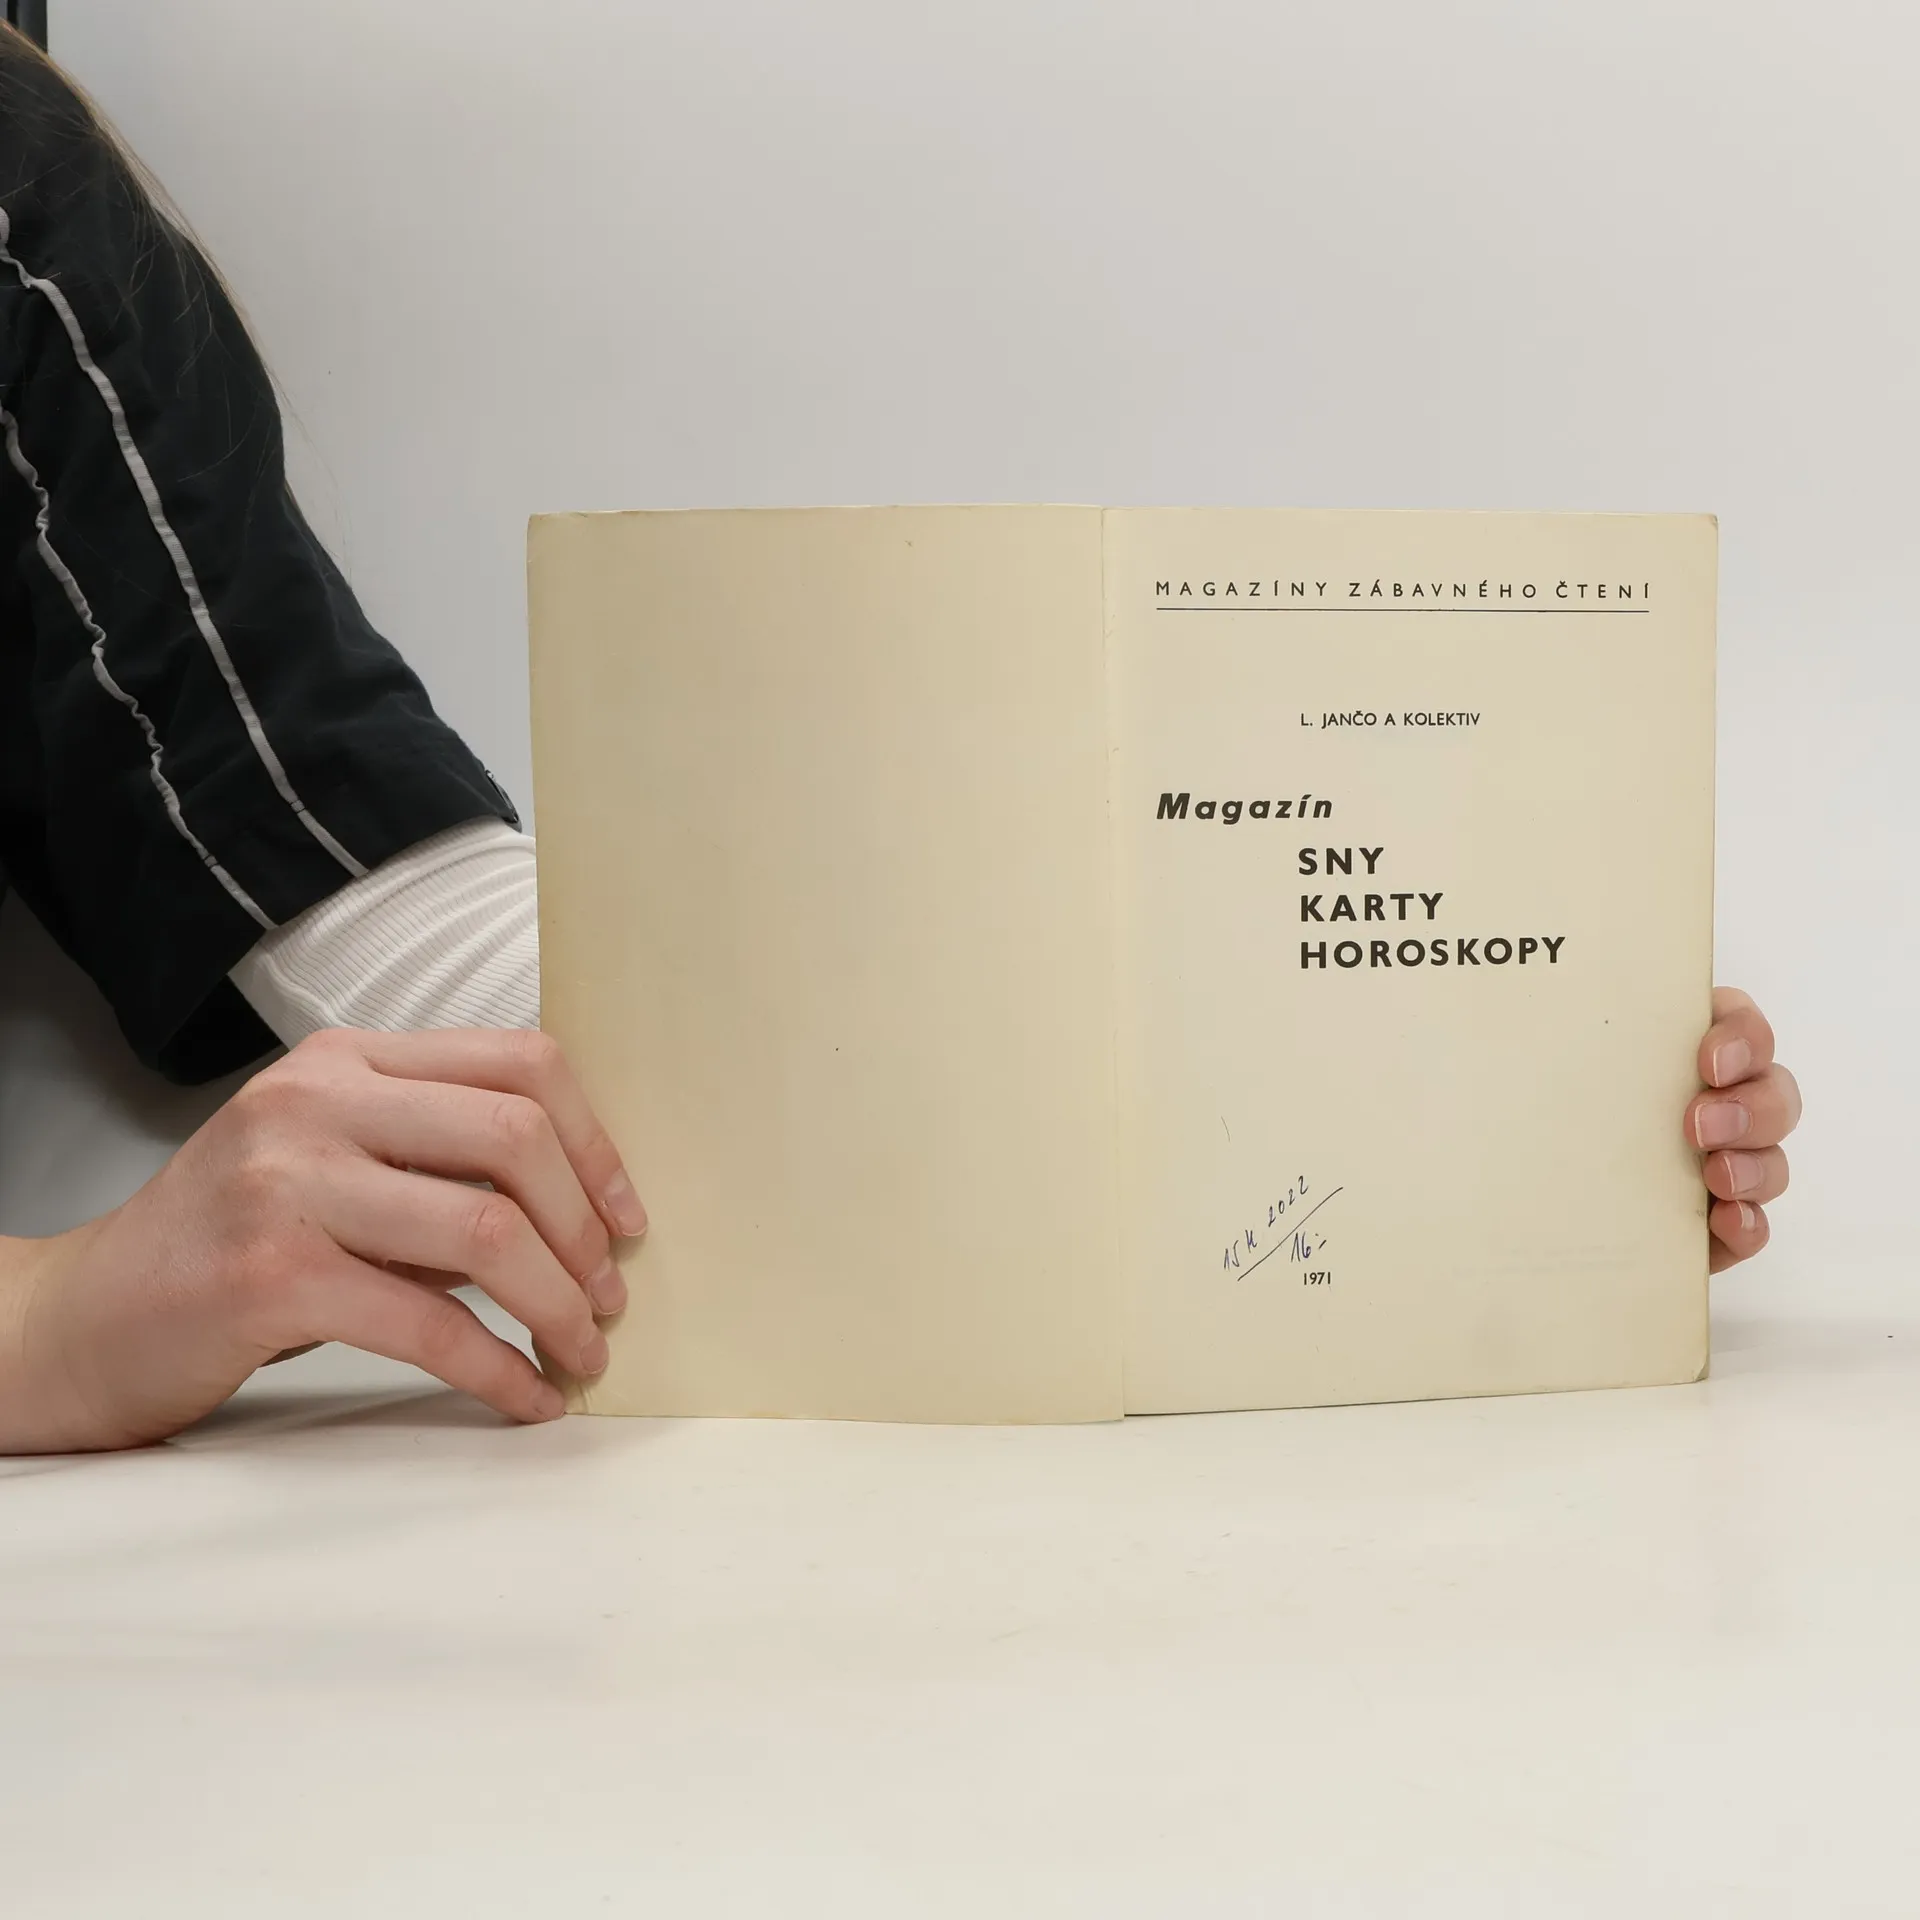 MAGAZÍNY ZÁBAVNÉHO ČTENÍ
L. JANČO A KOLEKTIV
Magazín
SNY
KARTY
HOROSKOPY
2022
16,-
1971